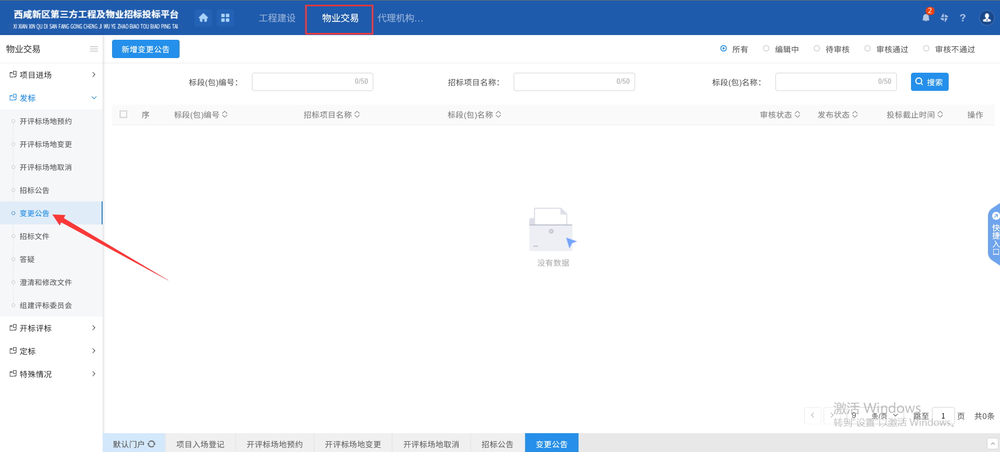 西咸新区第三方工程及物业招标投标平台
XI XIAN XIN QU DI SAN FANG GONG CHENG JI WU YE ZHAO BIAO TOU BIAO PING TAI
工程建设
物业交易
代理机构...
2
物业交易
新增变更公告
所有
编辑中
待审核
审核通过
审核不通过
项目进场
标段(包)编号：
0/50
招标项目名称：
0/50
标段(包)名称：
0/50
搜索
发标
序
标段(包)编号
招标项目名称
标段(包)名称
审核状态
发布状态
投标截止时间
操作
开评标场地预约
开评标场地变更
开评标场地取消
招标公告
变更公告
招标文件
答疑
澄清和修改文件
组建评标委员会
开标评标
定标
特殊情况
没有数据
快捷入口
激活 Windows
转到"设置"以激活 Windows。
9
条/页
跳至
1
页
共0条
默认门户
项目入场登记
开评标场地预约
开评标场地变更
开评标场地取消
招标公告
变更公告